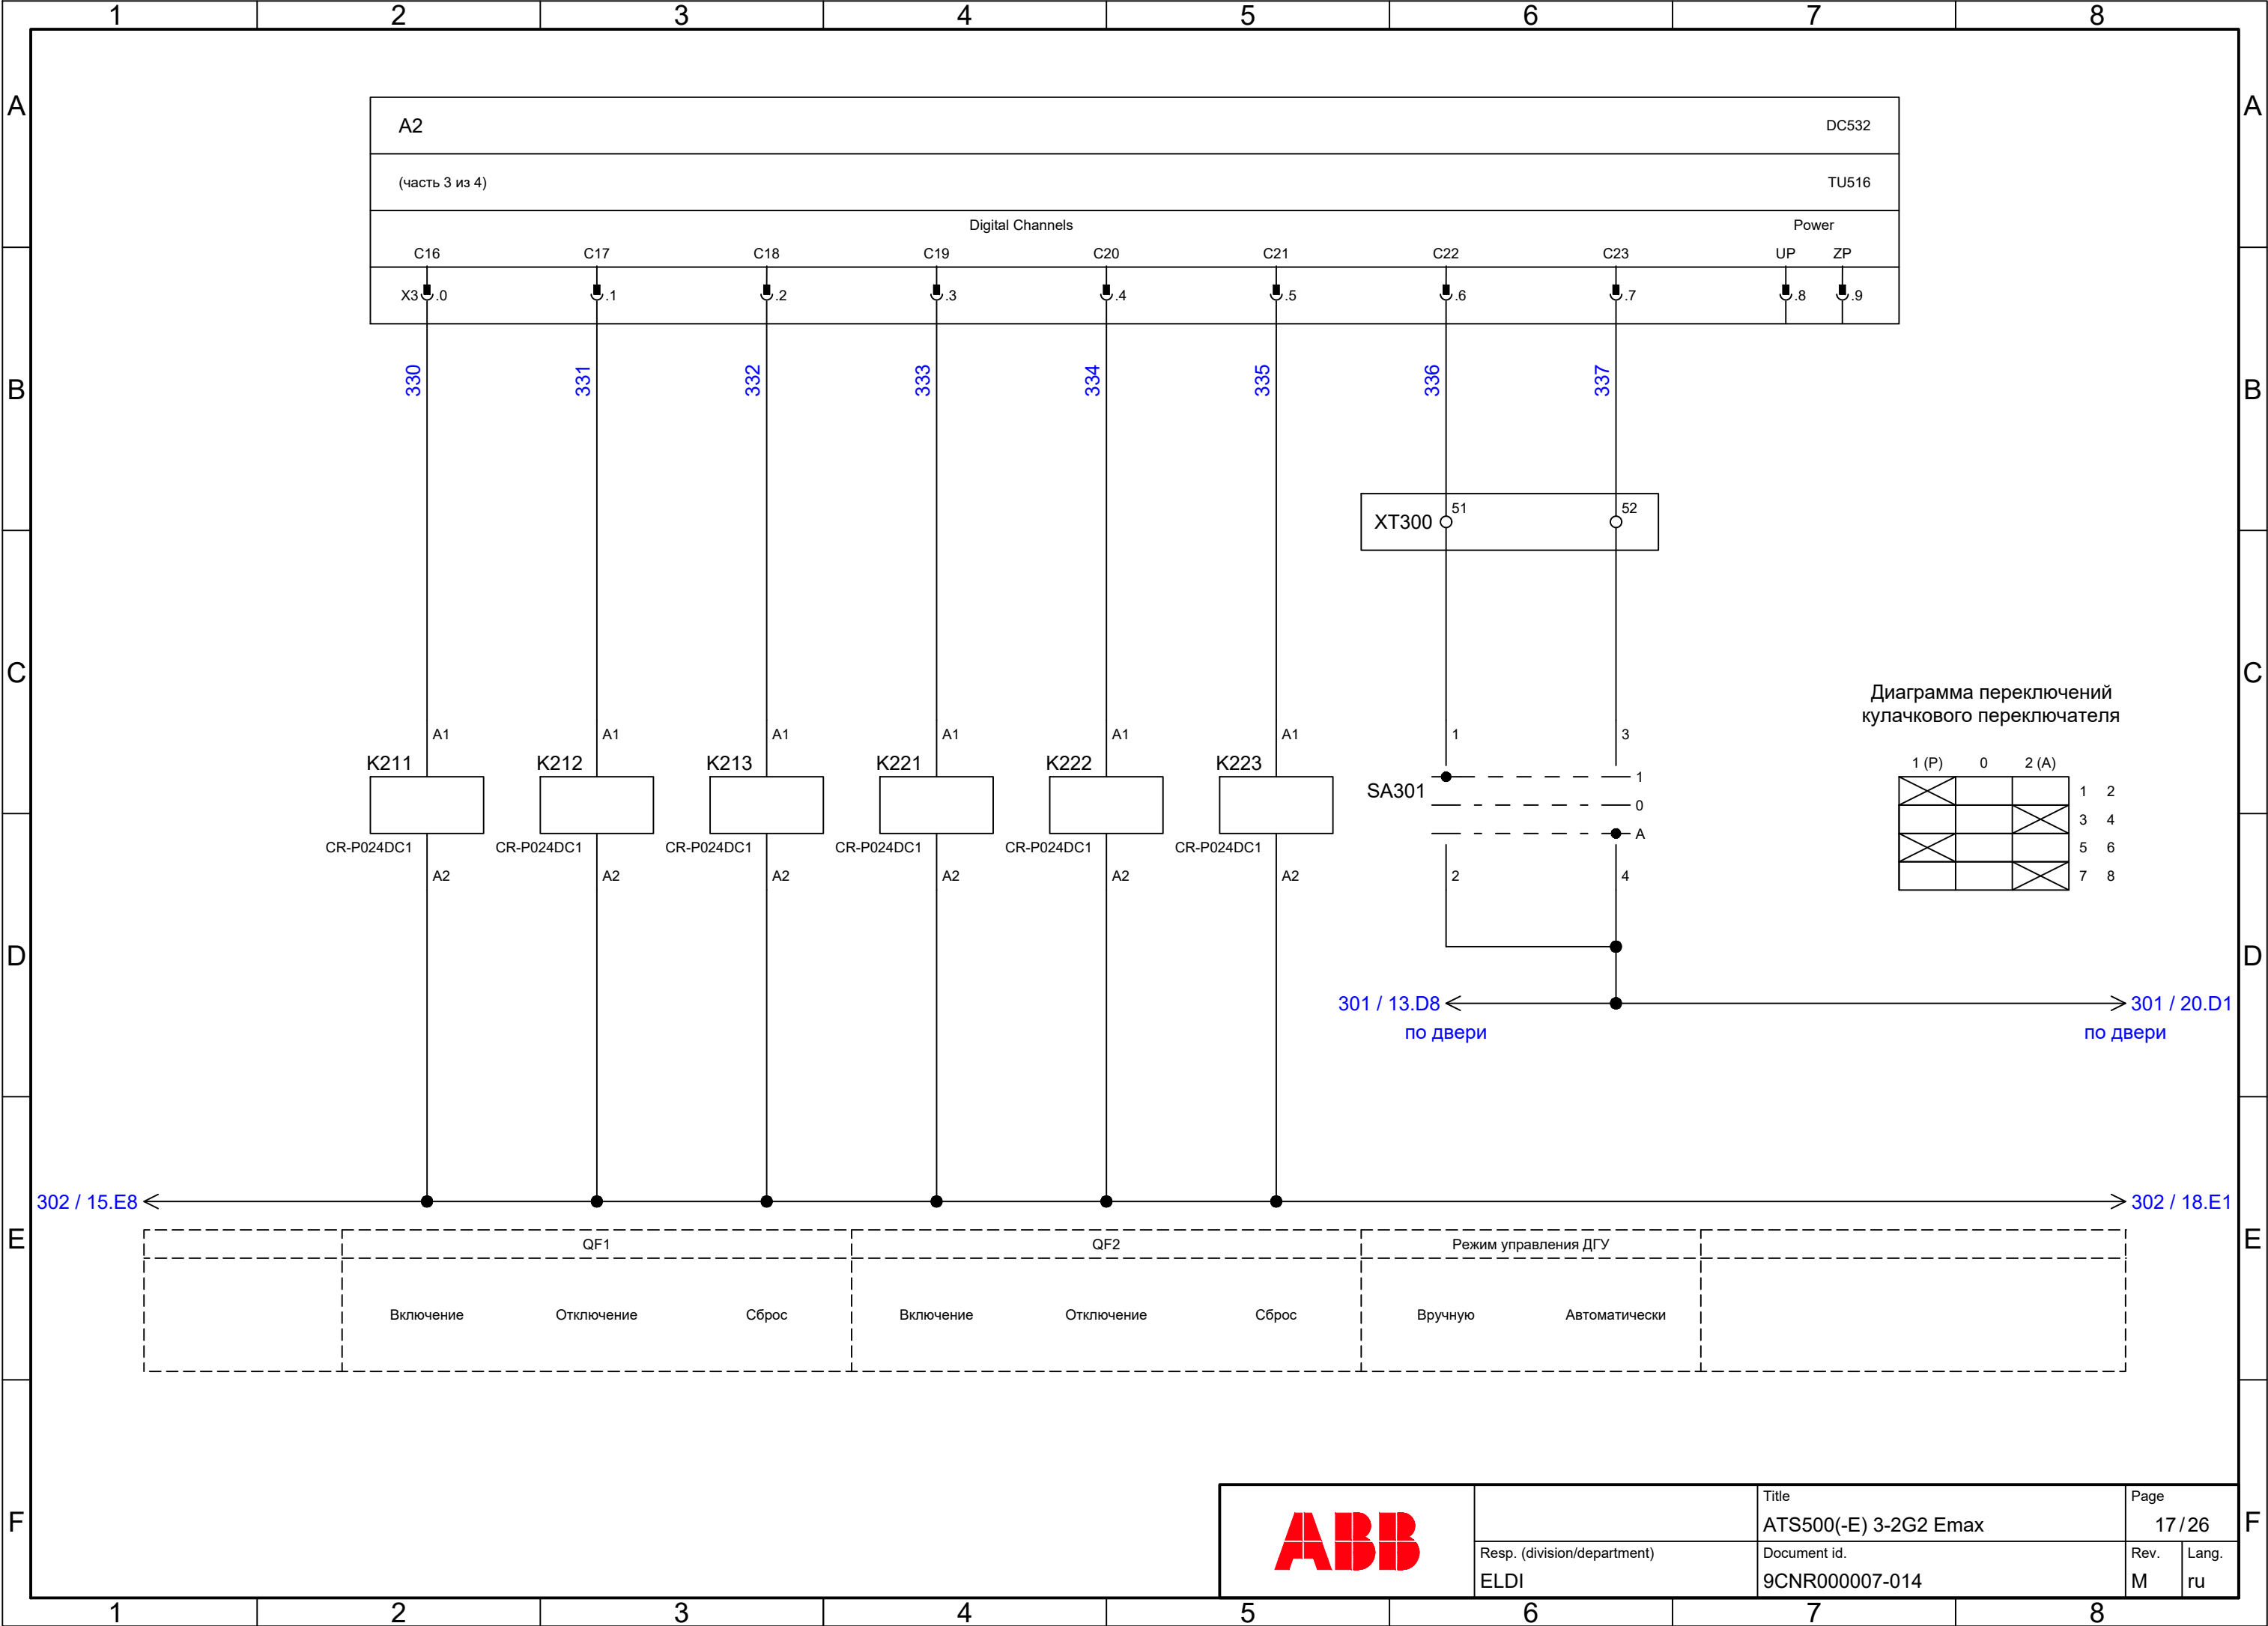 1 2 3 4 5 6 7 8
A A
A2 DC532
(часть 3 из 4) TU516
Digital Channels Power
C16 C17 C18 C19 C20 C21 C22 C23 UP ZP
X3 .0 .1 .2 .3 .4 .5 .6 .7 .8 .9
330 331 332 333 334 335 336 337
B B
51 52
XT300
C C
Диаграмма переключений
кулачкового переключателя
A1 A1 A1 A1 A1 A1 1 3
K211 K212 K213 K221 K222 K223 1 (P) 0 2 (A)
1
SA301 1 2
0
3 4
A
CR-P024DC1 CR-P024DC1 CR-P024DC1 CR-P024DC1 CR-P024DC1 CR-P024DC1 5 6
A2 A2 A2 A2 A2 A2 2 4 7 8
D D
301 / 13.D8 301 / 20.D1
по двери по двери
302 / 15.E8 302 / 18.E1
E E
QF1 QF2 Режим управления ДГУ
Включение Отключение Сброс Включение Отключение Сброс Вручную Автоматически
F F
ABB
Title
ATS500(-E) 3-2G2 Emax
Page
17 / 26
Resp. (division/department)
ELDI
Document id.
9CNR000007-014
Rev.
M
Lang.
ru
1 2 3 4 5 6 7 8